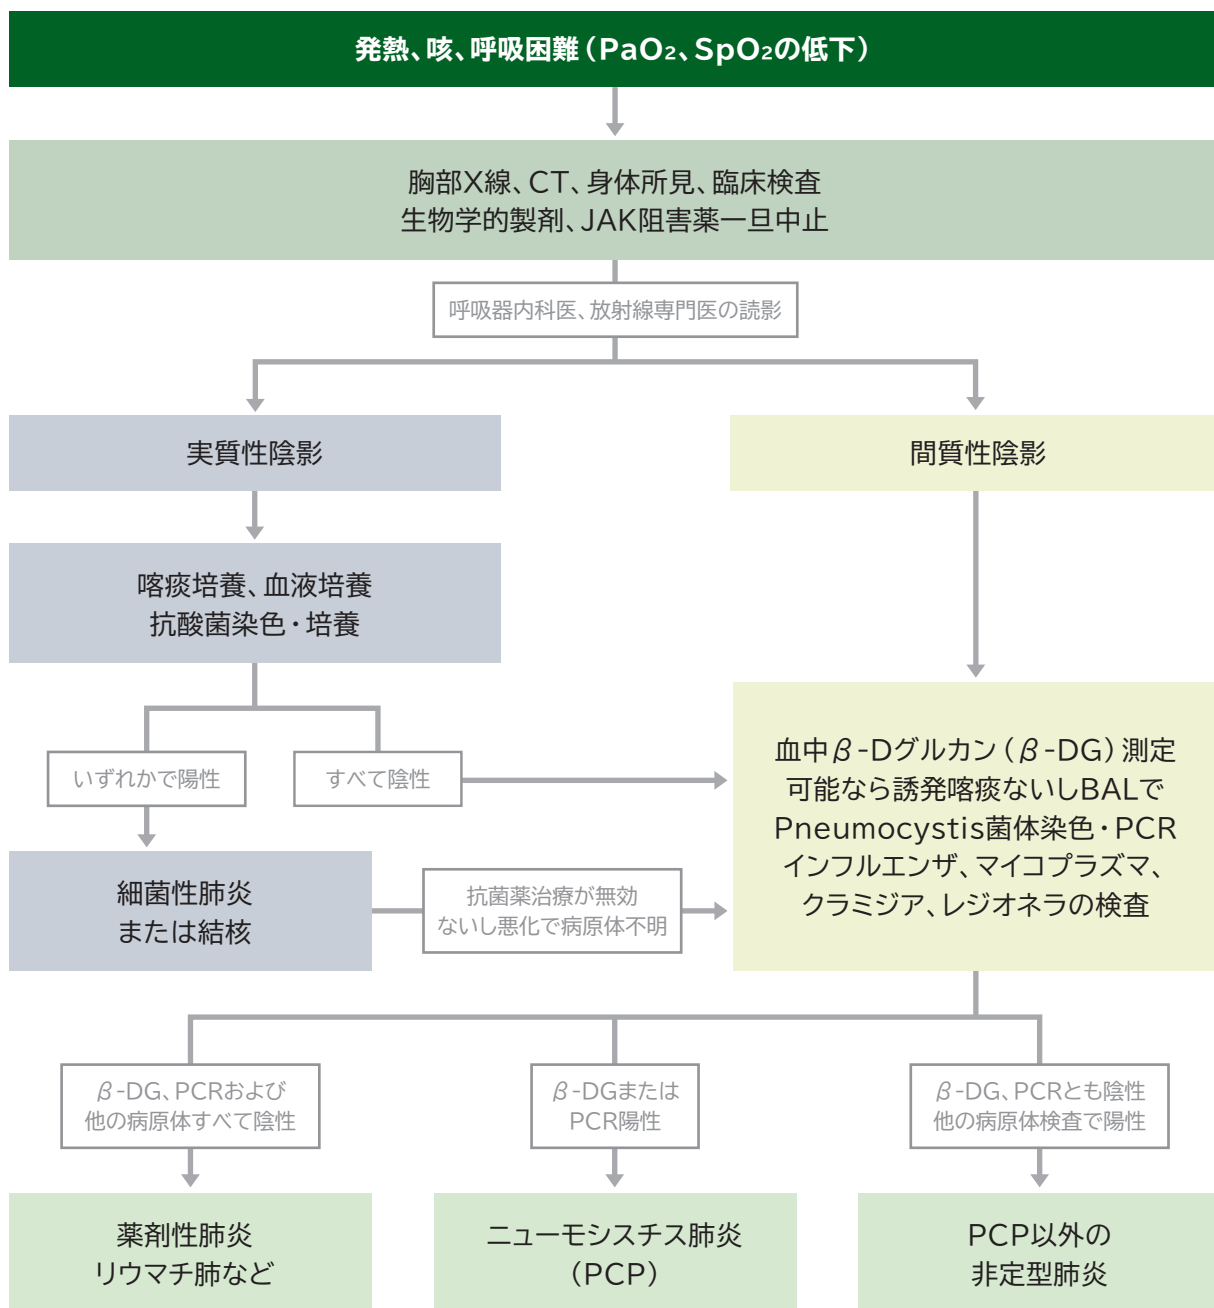 発熱、咳、呼吸困難（PaO₂、SpO₂の低下）
胸部X線、CT、身体所見、臨床検査
生物学的製剤、JAK阻害薬一旦中止
呼吸器内科医、放射線専門医の読影
実質性陰影
間質性陰影
喀痰培養、血液培養
抗酸菌染色・培養
いずれかで陽性
すべて陰性
血中β-Dグルカン（β-DG）測定
可能なら誘発喀痰ないしBALで
Pneumocystis菌体染色・PCR
インフルエンザ、マイコプラズマ、
クラミジア、レジオネラの検査
細菌性肺炎
または結核
抗菌薬治療が無効
ないし悪化で病原体不明
β-DG、PCRおよび
他の病原体すべて陰性
β-DGまたは
PCR陽性
β-DG、PCRとも陰性
他の病原体検査で陽性
薬剤性肺炎
リウマチ肺など
ニューモシスチス肺炎
（PCP）
PCP以外の
非定型肺炎